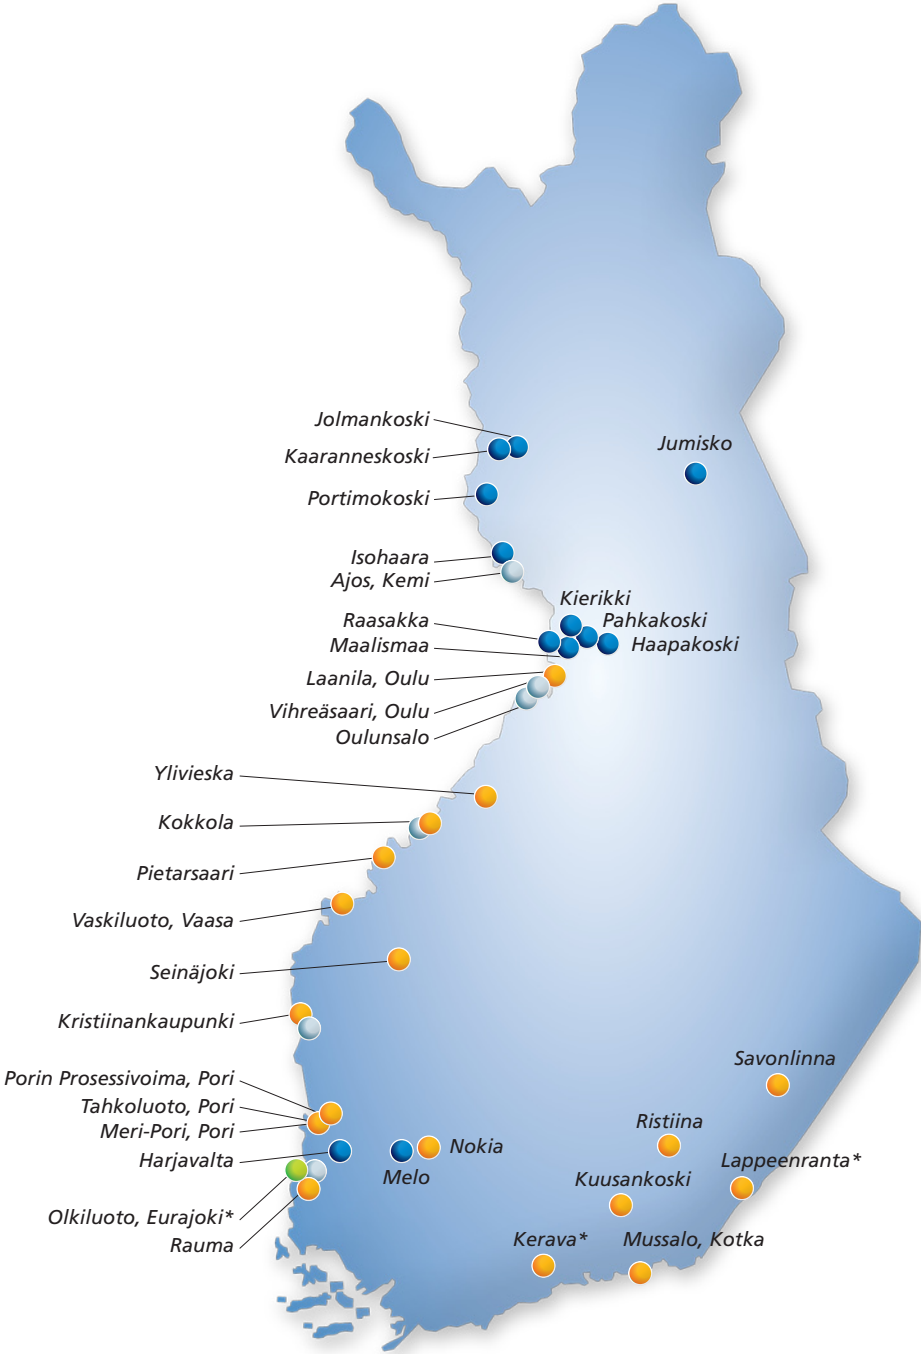 Jolmankoski
Kaaranneskoski
Jumisko
Portimokoski
Isohaara
Ajos, Kemi
Kierikki
Raasakka
Pahkakoski
Maalismaa
Haapakoski
Laanila, Oulu
Vihreäsaari, Oulu
Oulunsalo
Ylivieska
Kokkola
Pietarsaari
Vaskiluoto, Vaasa
Seinäjoki
Kristiinankaupunki
Savonlinna
Porin Prosessivoima, Pori
Tahkoluoto, Pori
Ristiina
Meri-Pori, Pori
Nokia
Harjavalta
Lappeenranta*
Melo
Kuusankoski
Olkiluoto, Eurajoki*
Kerava*
Mussalo, Kotka
Rauma